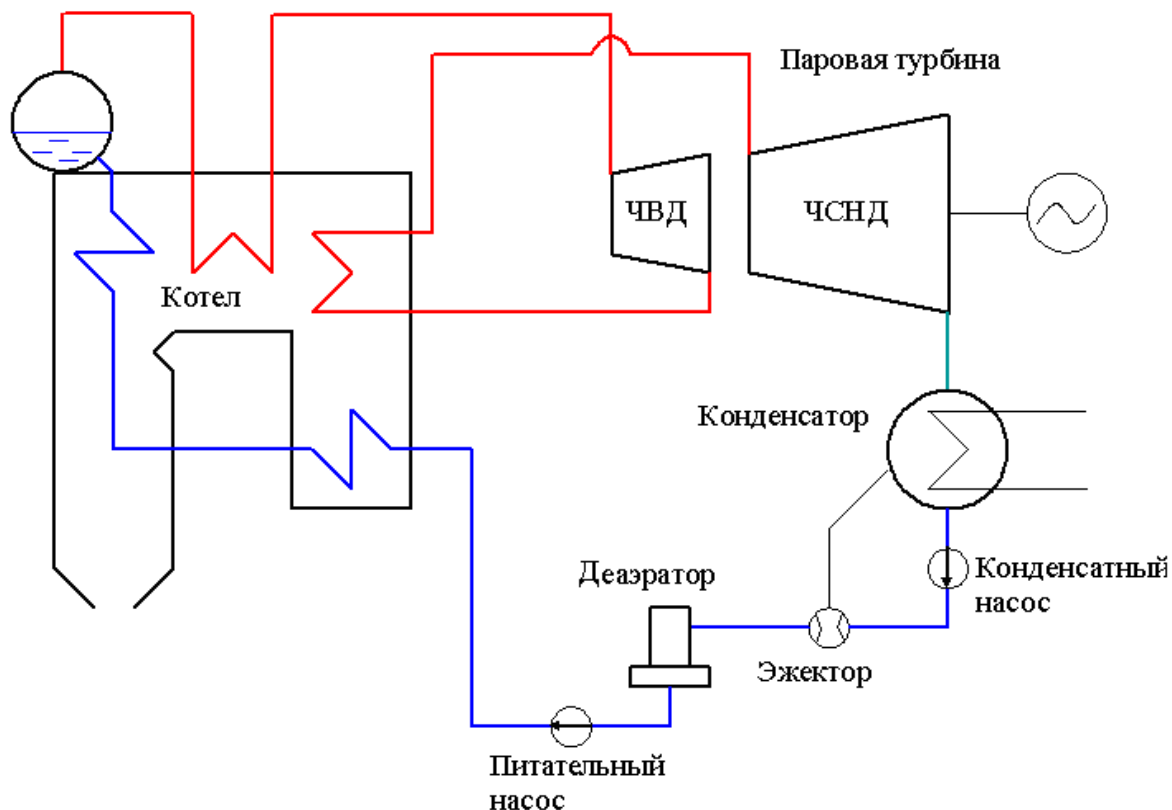 Паровая турбина
ЧВД
ЧСНД
Котел
Конденсатор
Деаэратор
Конденсатный
насос
Эжектор
Питательный
насос